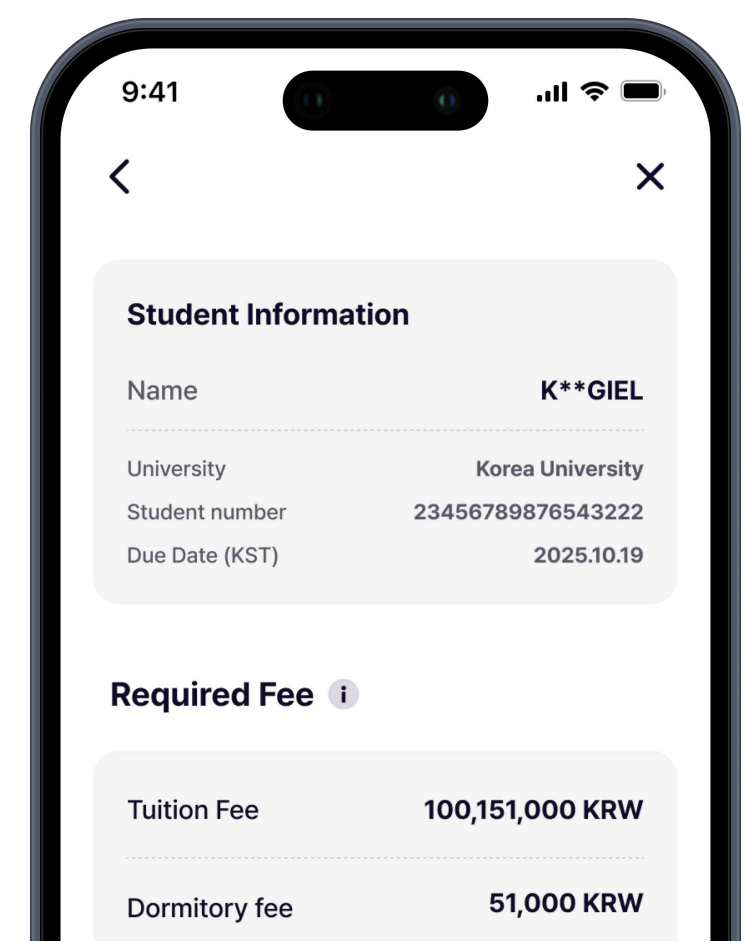 9:41
Student Information
Name K**GIEL
University Korea University
Student number 23456789876543222
Due Date (KST) 2025.10.19
Required Fee i
Tuition Fee 100,151,000 KRW
Dormitory fee 51,000 KRW